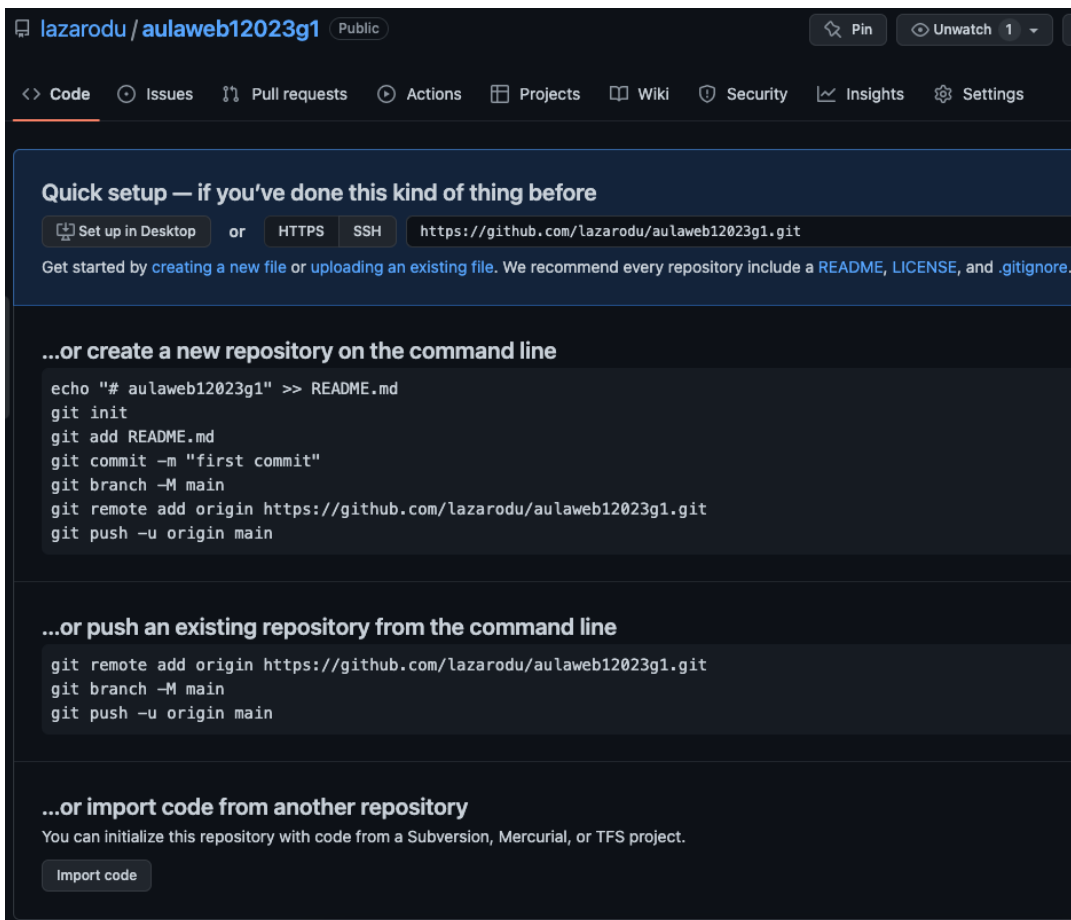 lazarodu / aulaweb12023g1 Public Pin Unwatch 1
Code Issues Pull requests Actions Projects Wiki Security Insights Settings
Quick setup — if you've done this kind of thing before
Set up in Desktop or HTTPS SSH https://github.com/lazarodu/aulaweb12023g1.git
Get started by creating a new file or uploading an existing file. We recommend every repository include a README, LICENSE, and .gitignore.
...or create a new repository on the command line
echo "# aulaweb12023g1" >> README.md
git init
git add README.md
git commit -m "first commit"
git branch -M main
git remote add origin https://github.com/lazarodu/aulaweb12023g1.git
git push -u origin main
...or push an existing repository from the command line
git remote add origin https://github.com/lazarodu/aulaweb12023g1.git
git branch -M main
git push -u origin main
...or import code from another repository
You can initialize this repository with code from a Subversion, Mercurial, or TFS project.
Import code